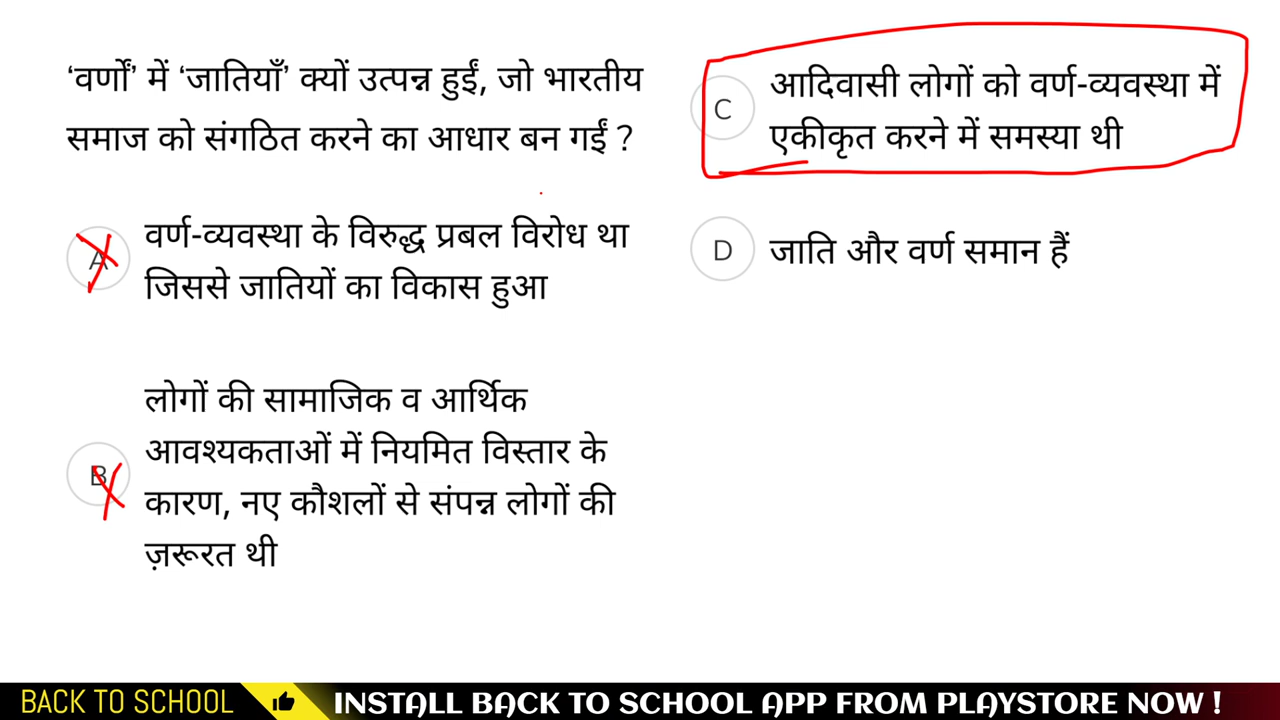 ‘वर्णों’ में ‘जातियाँ’ क्यों उत्पन्न हुईं, जो भारतीय
समाज को संगठित करने का आधार बन गईं ?
A
वर्ण-व्यवस्था के विरुद्ध प्रबल विरोध था
जिससे जातियों का विकास हुआ
B
लोगों की सामाजिक व आर्थिक
आवश्यकताओं में नियमित विस्तार के
कारण, नए कौशलों से संपन्न लोगों की
ज़रूरत थी
C
आदिवासी लोगों को वर्ण-व्यवस्था में
एकीकृत करने में समस्या थी
D
जाति और वर्ण समान हैं
BACK TO SCHOOL
INSTALL BACK TO SCHOOL APP FROM PLAYSTORE NOW !